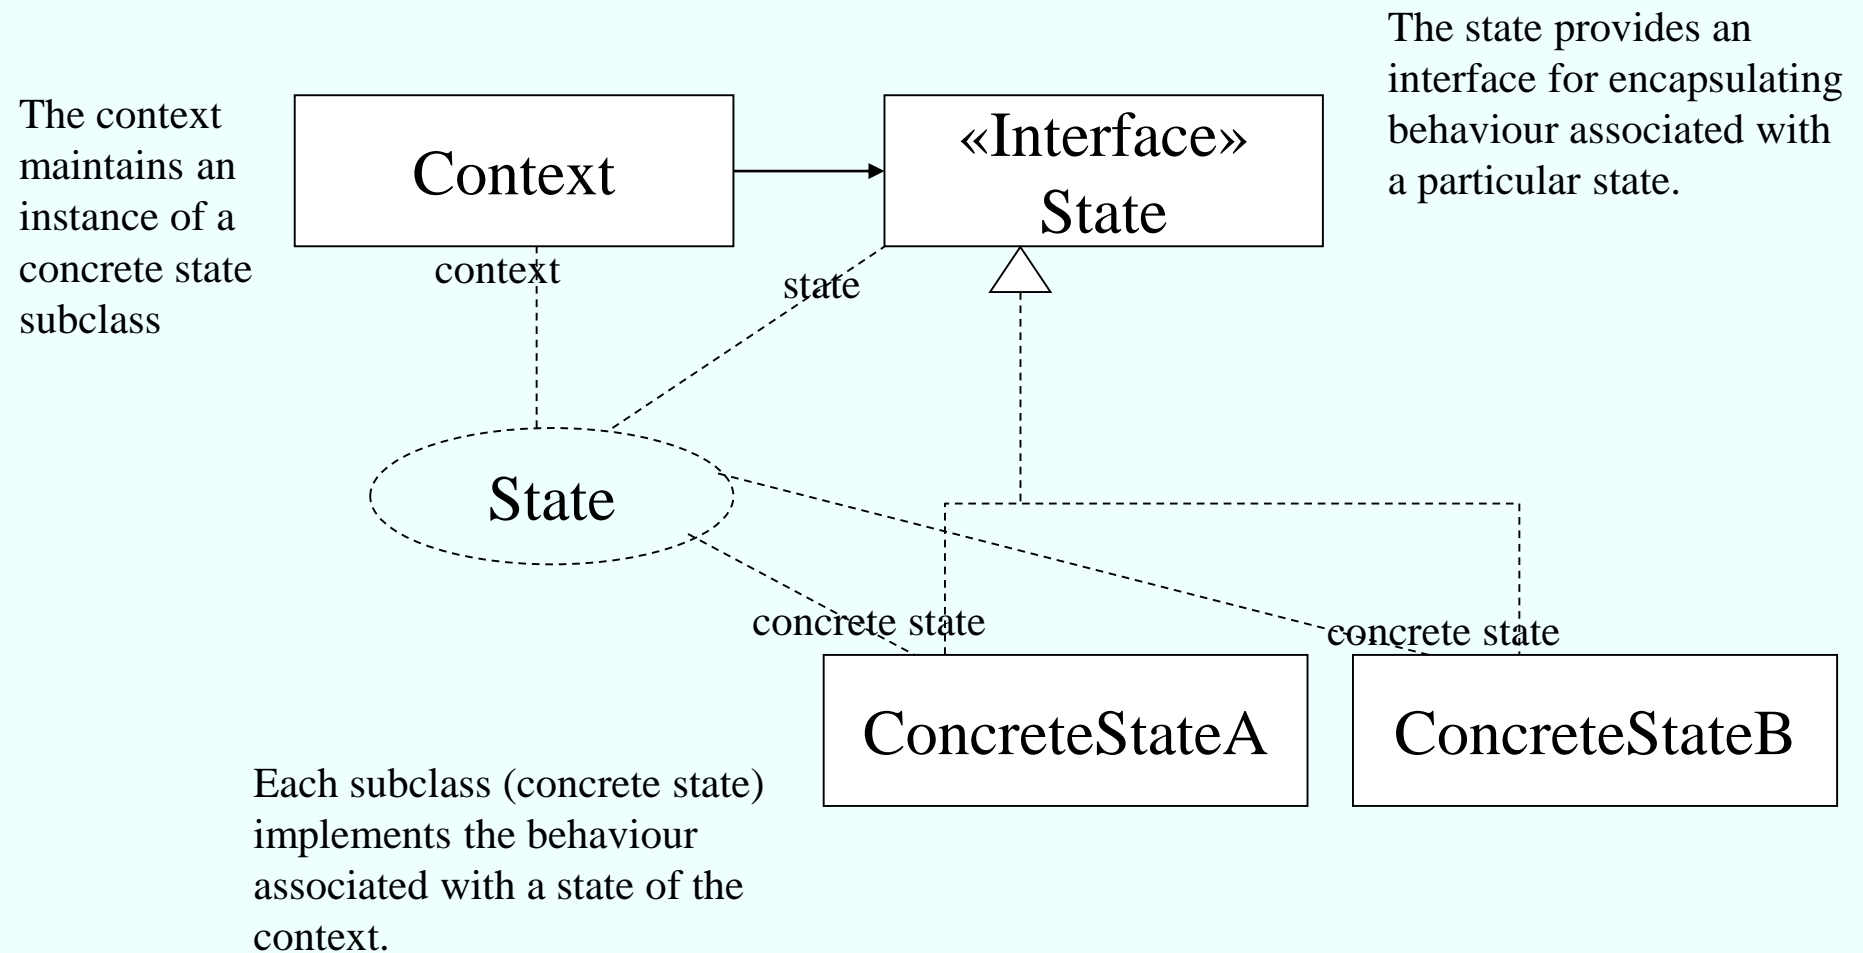 The state provides an
interface for encapsulating
behaviour associated with
a particular state.
The context
maintains an
instance of a
concrete state
subclass
Context
«Interface»
State
context
state
State
concrete state
concrete state
ConcreteStateA
ConcreteStateB
Each subclass (concrete state)
implements the behaviour
associated with a state of the
context.